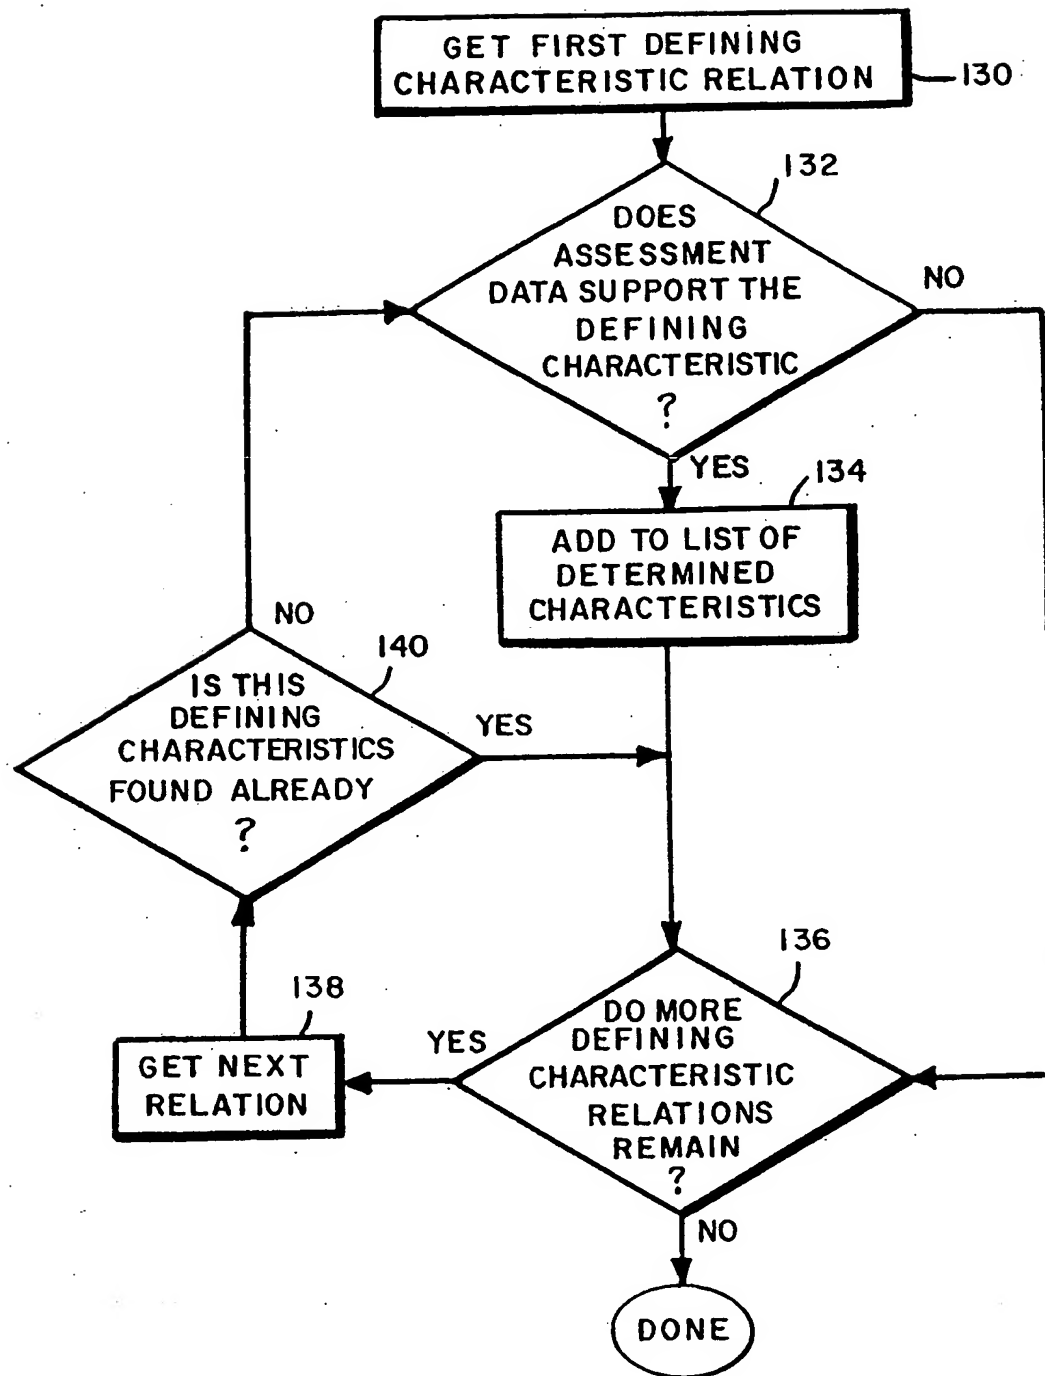 GET FIRST DEFINING
CHARACTERISTIC RELATION
130
132
DOES
ASSESSMENT
DATA SUPPORT THE
DEFINING
CHARACTERISTIC
?
NO
YES
134
ADD TO LIST OF
DETERMINED
CHARACTERISTICS
NO
140
IS THIS
DEFINING
CHARACTERISTICS
FOUND ALREADY
?
YES
136
DO MORE
DEFINING
CHARACTERISTIC
RELATIONS
REMAIN
?
YES
138
GET NEXT
RELATION
NO
DONE